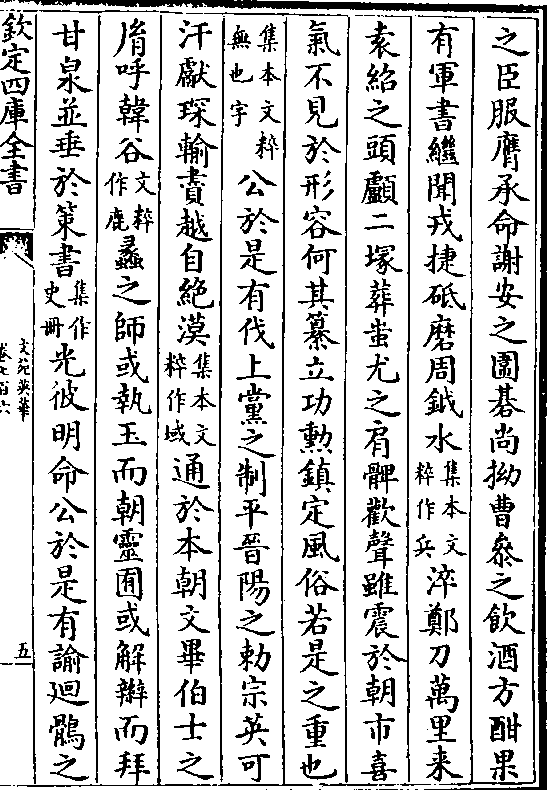 之臣服膺承命謝安之圍碁尚拗曹叅之飲酒方酣果
有軍書繼聞戎捷砥磨周鉞水集本文粹作兵淬鄭刀萬里来
袁紹之頭顱二塚葬蚩尤之肩髀歡聲雖震於朝市喜
氣不見於形容何其纂立功勲鎮定風俗若是之重也
集本文粹無也字公於是有伐上黨之制平晉陽之勅宗英可
汗獻琛輸賮越自絶漠集本文粹作域通於本朝文畢伯士之
胤呼韓谷文粹作鹿蠡之師或執玉而朝靈囿或解辮而拜
甘泉並垂於策書集作史冊光彼明命公於是有諭廻鶻之
欽定四庫全書
文苑英華
卷七百六
五